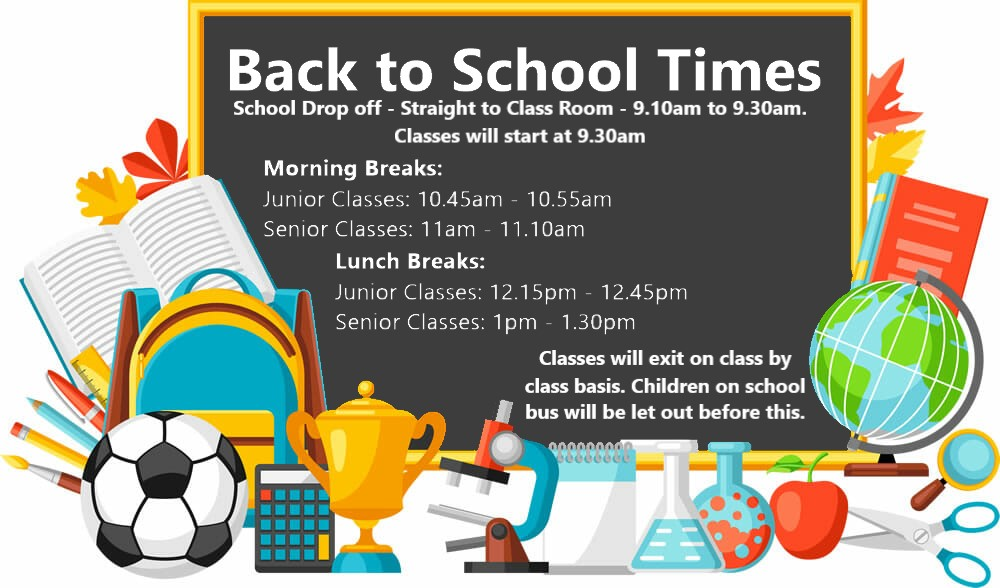 Back to School Times
School Drop off - Straight to Class Room - 9.10am to 9.30am.
Classes will start at 9.30am
Morning Breaks:
Junior Classes: 10.45am - 10.55am
Senior Classes: 11am - 11.10am
Lunch Breaks:
Junior Classes: 12.15pm - 12.45pm
Senior Classes: 1pm - 1.30pm
Classes will exit on class by
class basis. Children on school
bus will be let out before this.